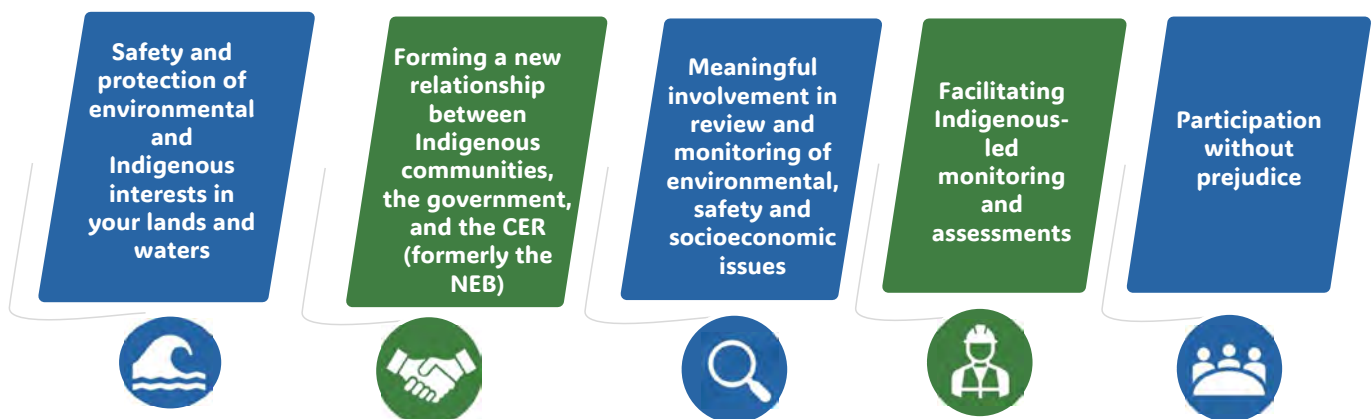 Safety and
protection of
environmental
and
Indigenous
interests in
your lands and
waters
Forming a new
relationship
between
Indigenous
communities,
the government,
and the CER
(formerly the
NEB)
Meaningful
involvement in
review and
monitoring of
environmental,
safety and
socioeconomic
issues
Facilitating
Indigenous-
led
monitoring
and
assessments
Participation
without
prejudice